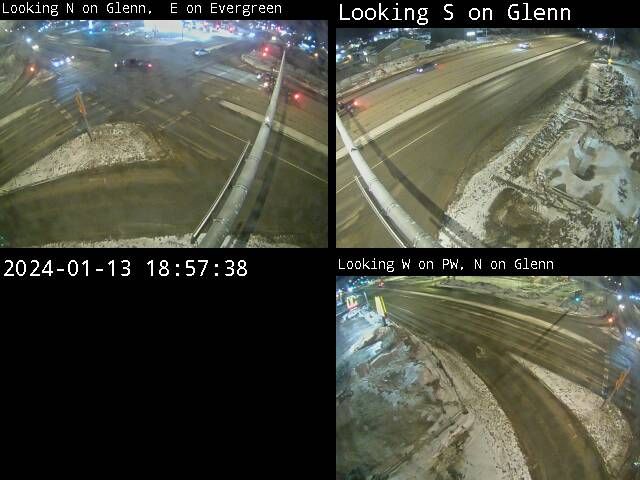 Looking N on Glenn,  E on Evergreen
Looking S on Glenn
2024-01-13 18:57:38
Looking W on PW, N on Glenn